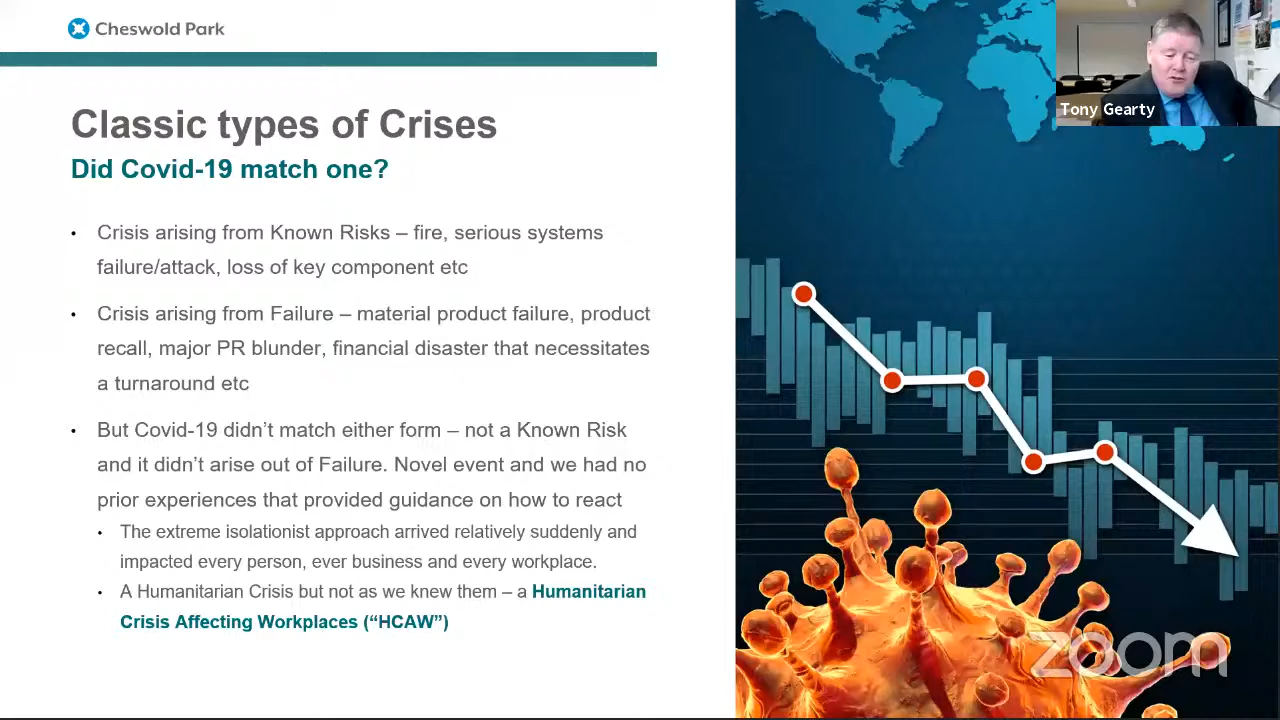 Cheswold Park
Tony Gearty
Classic types of Crises
Did Covid-19 match one?
• Crisis arising from Known Risks – fire, serious systems
failure/attack, loss of key component etc
• Crisis arising from Failure – material product failure, product
recall, major PR blunder, financial disaster that necessitates
a turnaround etc
• But Covid-19 didn’t match either form – not a Known Risk
and it didn’t arise out of Failure. Novel event and we had no
prior experiences that provided guidance on how to react
• The extreme isolationist approach arrived relatively suddenly and
impacted every person, ever business and every workplace.
• A Humanitarian Crisis but not as we knew them – a Humanitarian
Crisis Affecting Workplaces (“HCAW”)
zoom